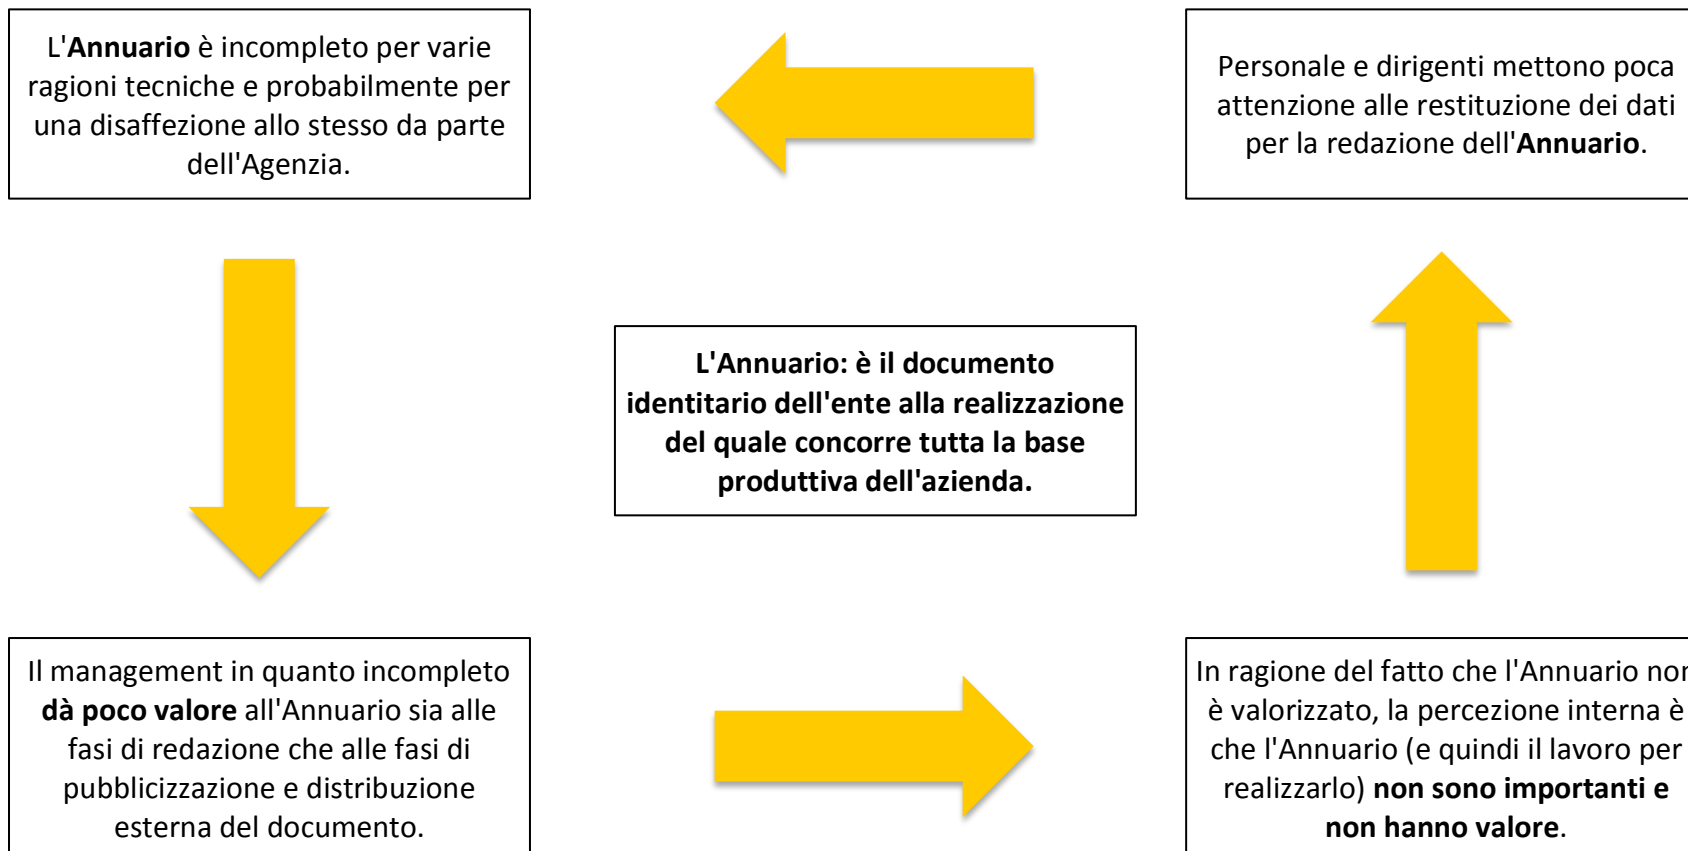 L'Annuario è incompleto per varie
ragioni tecniche e probabilmente per
una disaffezione allo stesso da parte
dell'Agenzia.
Personale e dirigenti mettono poca
attenzione alle restituzione dei dati
per la redazione dell'Annuario.
L'Annuario: è il documento
identitario dell'ente alla realizzazione
del quale concorre tutta la base
produttiva dell'azienda.
Il management in quanto incompleto
dà poco valore all'Annuario sia alle
fasi di redazione che alle fasi di
pubblicizzazione e distribuzione
esterna del documento.
In ragione del fatto che l'Annuario non
è valorizzato, la percezione interna è
che l'Annuario (e quindi il lavoro per
realizzarlo) non sono importanti e
non hanno valore.